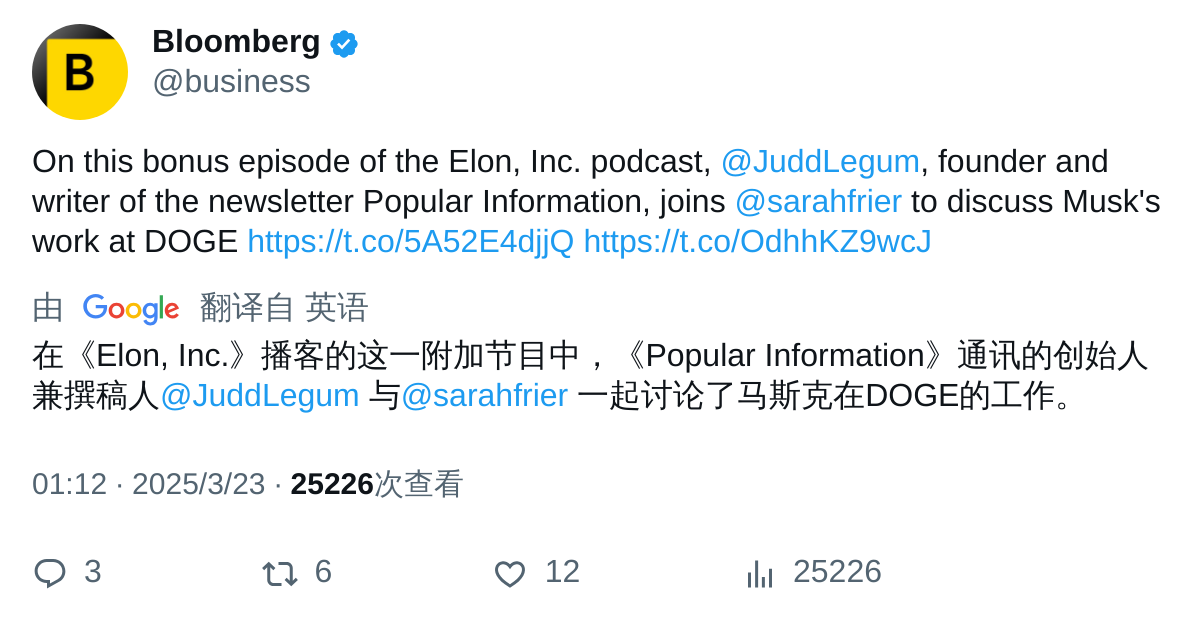 B
Bloomberg
@business
On this bonus episode of the Elon, Inc. podcast, @JuddLegum, founder and
writer of the newsletter Popular Information, joins @sarahfrier to discuss Musk's
work at DOGE https://t.co/5A52E4djjQ https://t.co/OdhhKZ9wcJ
由 Google 翻译自 英语
在《Elon, Inc.》播客的这一附加节目中，《Popular Information》通讯的创始人
兼撰稿人@JuddLegum 与@sarahfrier 一起讨论了马斯克在DOGE的工作。
01:12 · 2025/3/23 · 25226次查看
3 6 12 25226